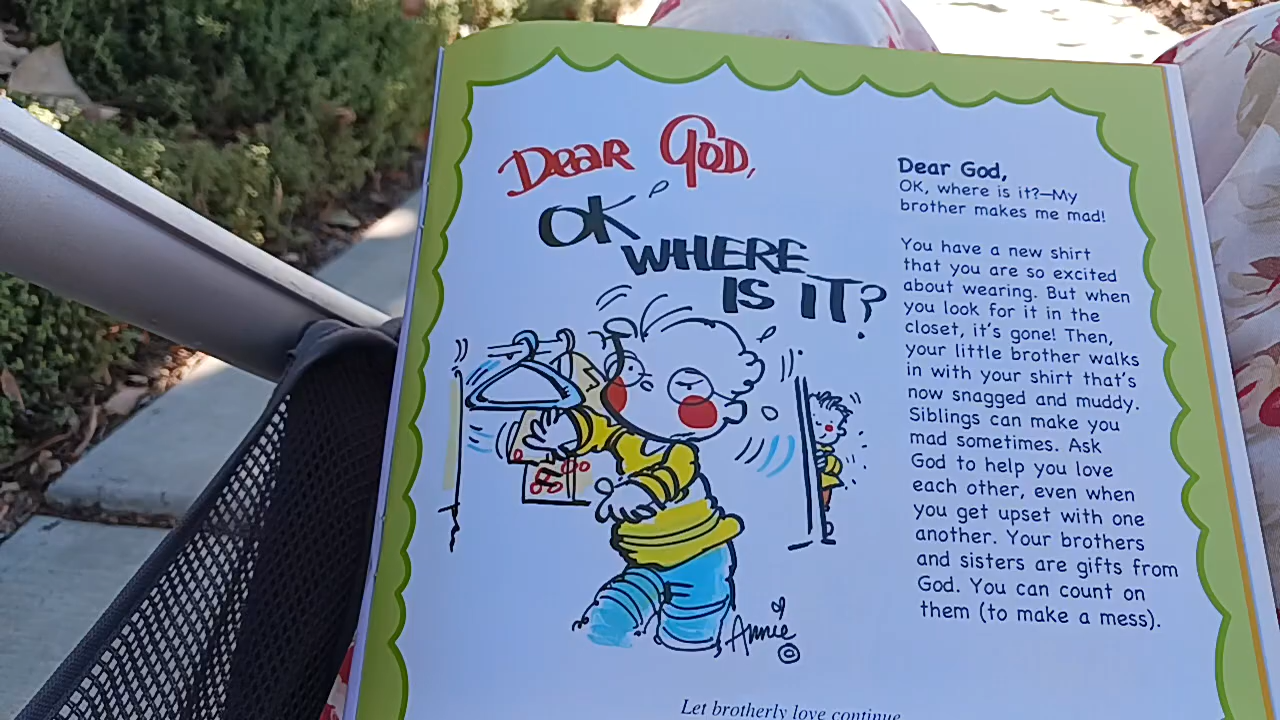 DEAR GOD,
OK
WHERE
IS IT?
Annie
©
Dear God,
OK, where is it?—My
brother makes me mad!
You have a new shirt
that you are so excited
about wearing. But when
you look for it in the
closet, it's gone! Then,
your little brother walks
in with your shirt that's
now snagged and muddy.
Siblings can make you
mad sometimes. Ask
God to help you love
each other, even when
you get upset with one
another. Your brothers
and sisters are gifts from
God. You can count on
them (to make a mess).
Let brotherly love continue